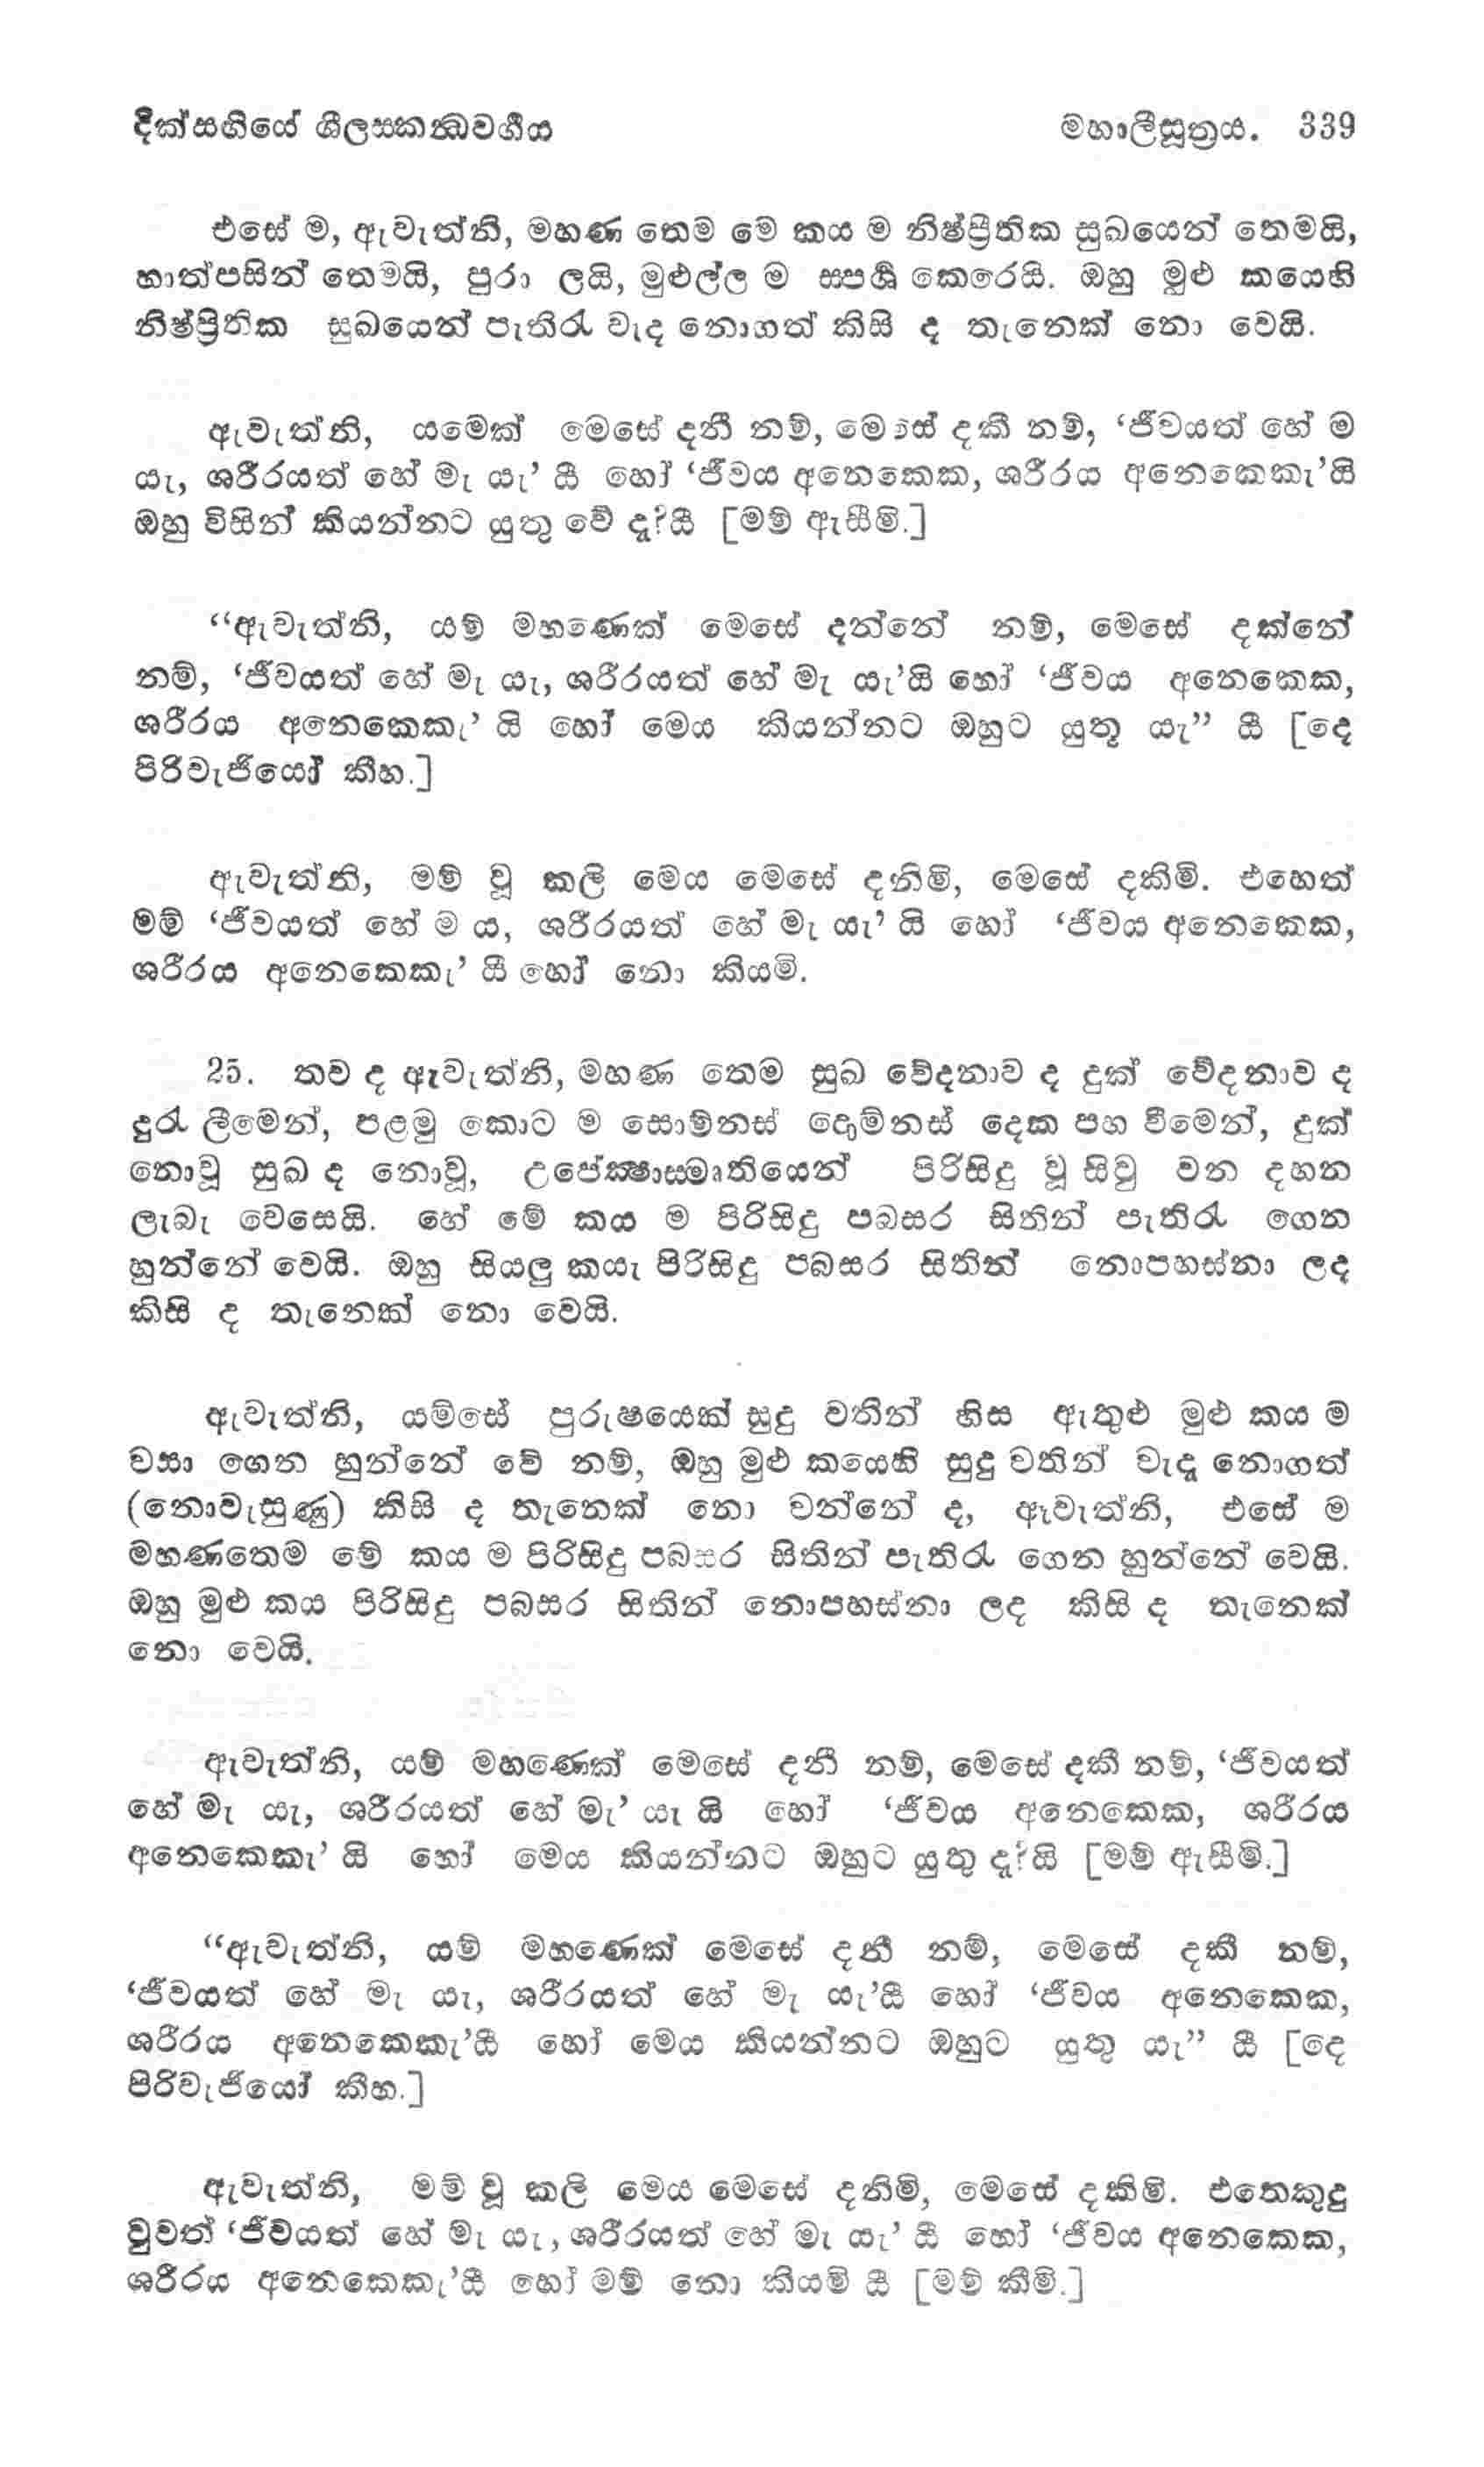 දික්සඟියේ ශීලස්කන්ධවර්ගය
මහාලීසූත්‍රය. 339
එසේ ම, ඇවැත්නි, මහණ තෙම මේ කය ම නිෂ්ප්‍රීතික සුඛයෙන් තෙමයි,
හාත්පසින් තෙමයි, පුරා ලයි, මුළුල්ල ම ස්පර්ශ කෙරෙයි. ඔහු මුළු කයෙහි
නිෂ්ප්‍රිතික සුඛයෙන් පැතිරැ වැද නොගත් කිසි ද තැනෙක් නො වෙයි.
ඇවැත්නි, යමෙක් මෙසේ දනී නම්, මෙසේ දකී නම්, ‘ජීවයත් හේ ම
යැ, ශරීරයත් හේ මැ යැ’ යී හෝ ‘ජීවය අනෙකෙක, ශරීරය අනෙකෙකැ’යි
ඔහු විසින් කියන්නට යුතු වේ දැ?යී [මම් ඇසීමි.]
“ඇවැත්නි, යම් මහණෙක් මෙසේ දන්නේ නම්, මෙසේ දක්නේ
නම්, ‘ජීවයත් හේ මැ යැ, ශරීරයත් හේ මැ යැ’යි හෝ ‘ජීවය අනෙකෙක,
ශරීරය අනෙකෙකැ’ යි හෝ මෙය කියන්නට ඔහුට යුතු යැ” යී [දෙ
පිරිවැජියෝ කීහ.]
ඇවැත්නි, මම් වූ කලි මෙය මෙසේ දනිමි, මෙසේ දකිමි. එහෙත්
මම් ‘ජීවයත් හේ ම ය, ශරීරයත් හේ මැ යැ’ යි හෝ ‘ජීවය අනෙකෙක,
ශරීරය අනෙකෙකැ’ යී හෝ නො කියමි.
25. තව ද ඇවැත්නි, මහණ තෙම සුඛ වේදනාව ද දුක් වේදනාව ද
දුරැ ලීමෙන්, පළමු කොට ම සොම්නස් දොම්නස් දෙක පහ වීමෙන්, දුක්
නොවූ සුඛ ද නොවූ, උපේක්‍ෂාස්මෘතියෙන් පිරිසිදු වූ සිවු වන දහන
ලැබැ වෙසෙයි. හේ මේ කය ම පිරිසිදු පබසර සිතින් පැතිරැ ගෙන
හුන්නේ වෙයි. ඔහු සියලු කයැ පිරිසිදු පබසර සිතින් නොපහස්නා ලද
කිසි ද තැනෙක් නො වෙයි.
ඇවැත්නි, යම්සේ පුරුෂයෙක් සුදු වතින් හිස ඇතුළු මුළු කය ම
වසා ගෙන හුන්නේ වේ නම්, ඔහු මුළු කයෙහි සුදු වතින් වැදැ නොගත්
(නොවැසුණු) කිසි ද තැනෙක් නො වන්නේ ද, ඇවැත්නි, එසේ ම
මහණතෙම මේ කය ම පිරිසිදු පබසර සිතින් පැතිරැ ගෙන හුන්නේ වෙයි.
ඔහු මුළු කය පිරිසිදු පබසර සිතින් නොපහස්නා ලද කිසි ද තැනෙක්
නො වෙයි.
ඇවැත්නි, යම් මහණෙක් මෙසේ දනී නම්, මෙසේ දකී නම්, ‘ජීවයත්
හේ මැ යැ, ශරීරයත් හේ මැ’ යැ යි හෝ ‘ජීවය අනෙකෙක, ශරීරය
අනෙකෙකැ’ යි හෝ මෙය කියන්නට ඔහුට යුතු දැ?යි [මම් ඇසීමි.]
“ඇවැත්නි, යම් මහණෙක් මෙසේ දනී නම්, මෙසේ දකී නම්,
‘ජීවයත් හේ මැ යැ, ශරීරයත් හේ මැ යැ’යී හෝ ‘ජීවය අනෙකෙක,
ශරීරය අනෙකෙකැ’යී හෝ මෙය කියන්නට ඔහුට යුතු යැ” යී [දෙ
පිරිවැජියෝ කීහ.]
ඇවැත්නි, මම් වූ කලි මෙය මෙසේ දනිමි, මෙසේ දකිමි. එතෙකුදු
වුවත් ‘ජීවයත් හේ මැ යැ, ශරීරයත් හේ මැ යැ’ යී හෝ ‘ජීවය අනෙකෙක,
ශරීරය අනෙකෙකැ’යී හෝ මම් නො කියමි යී [මම් කීමි.]